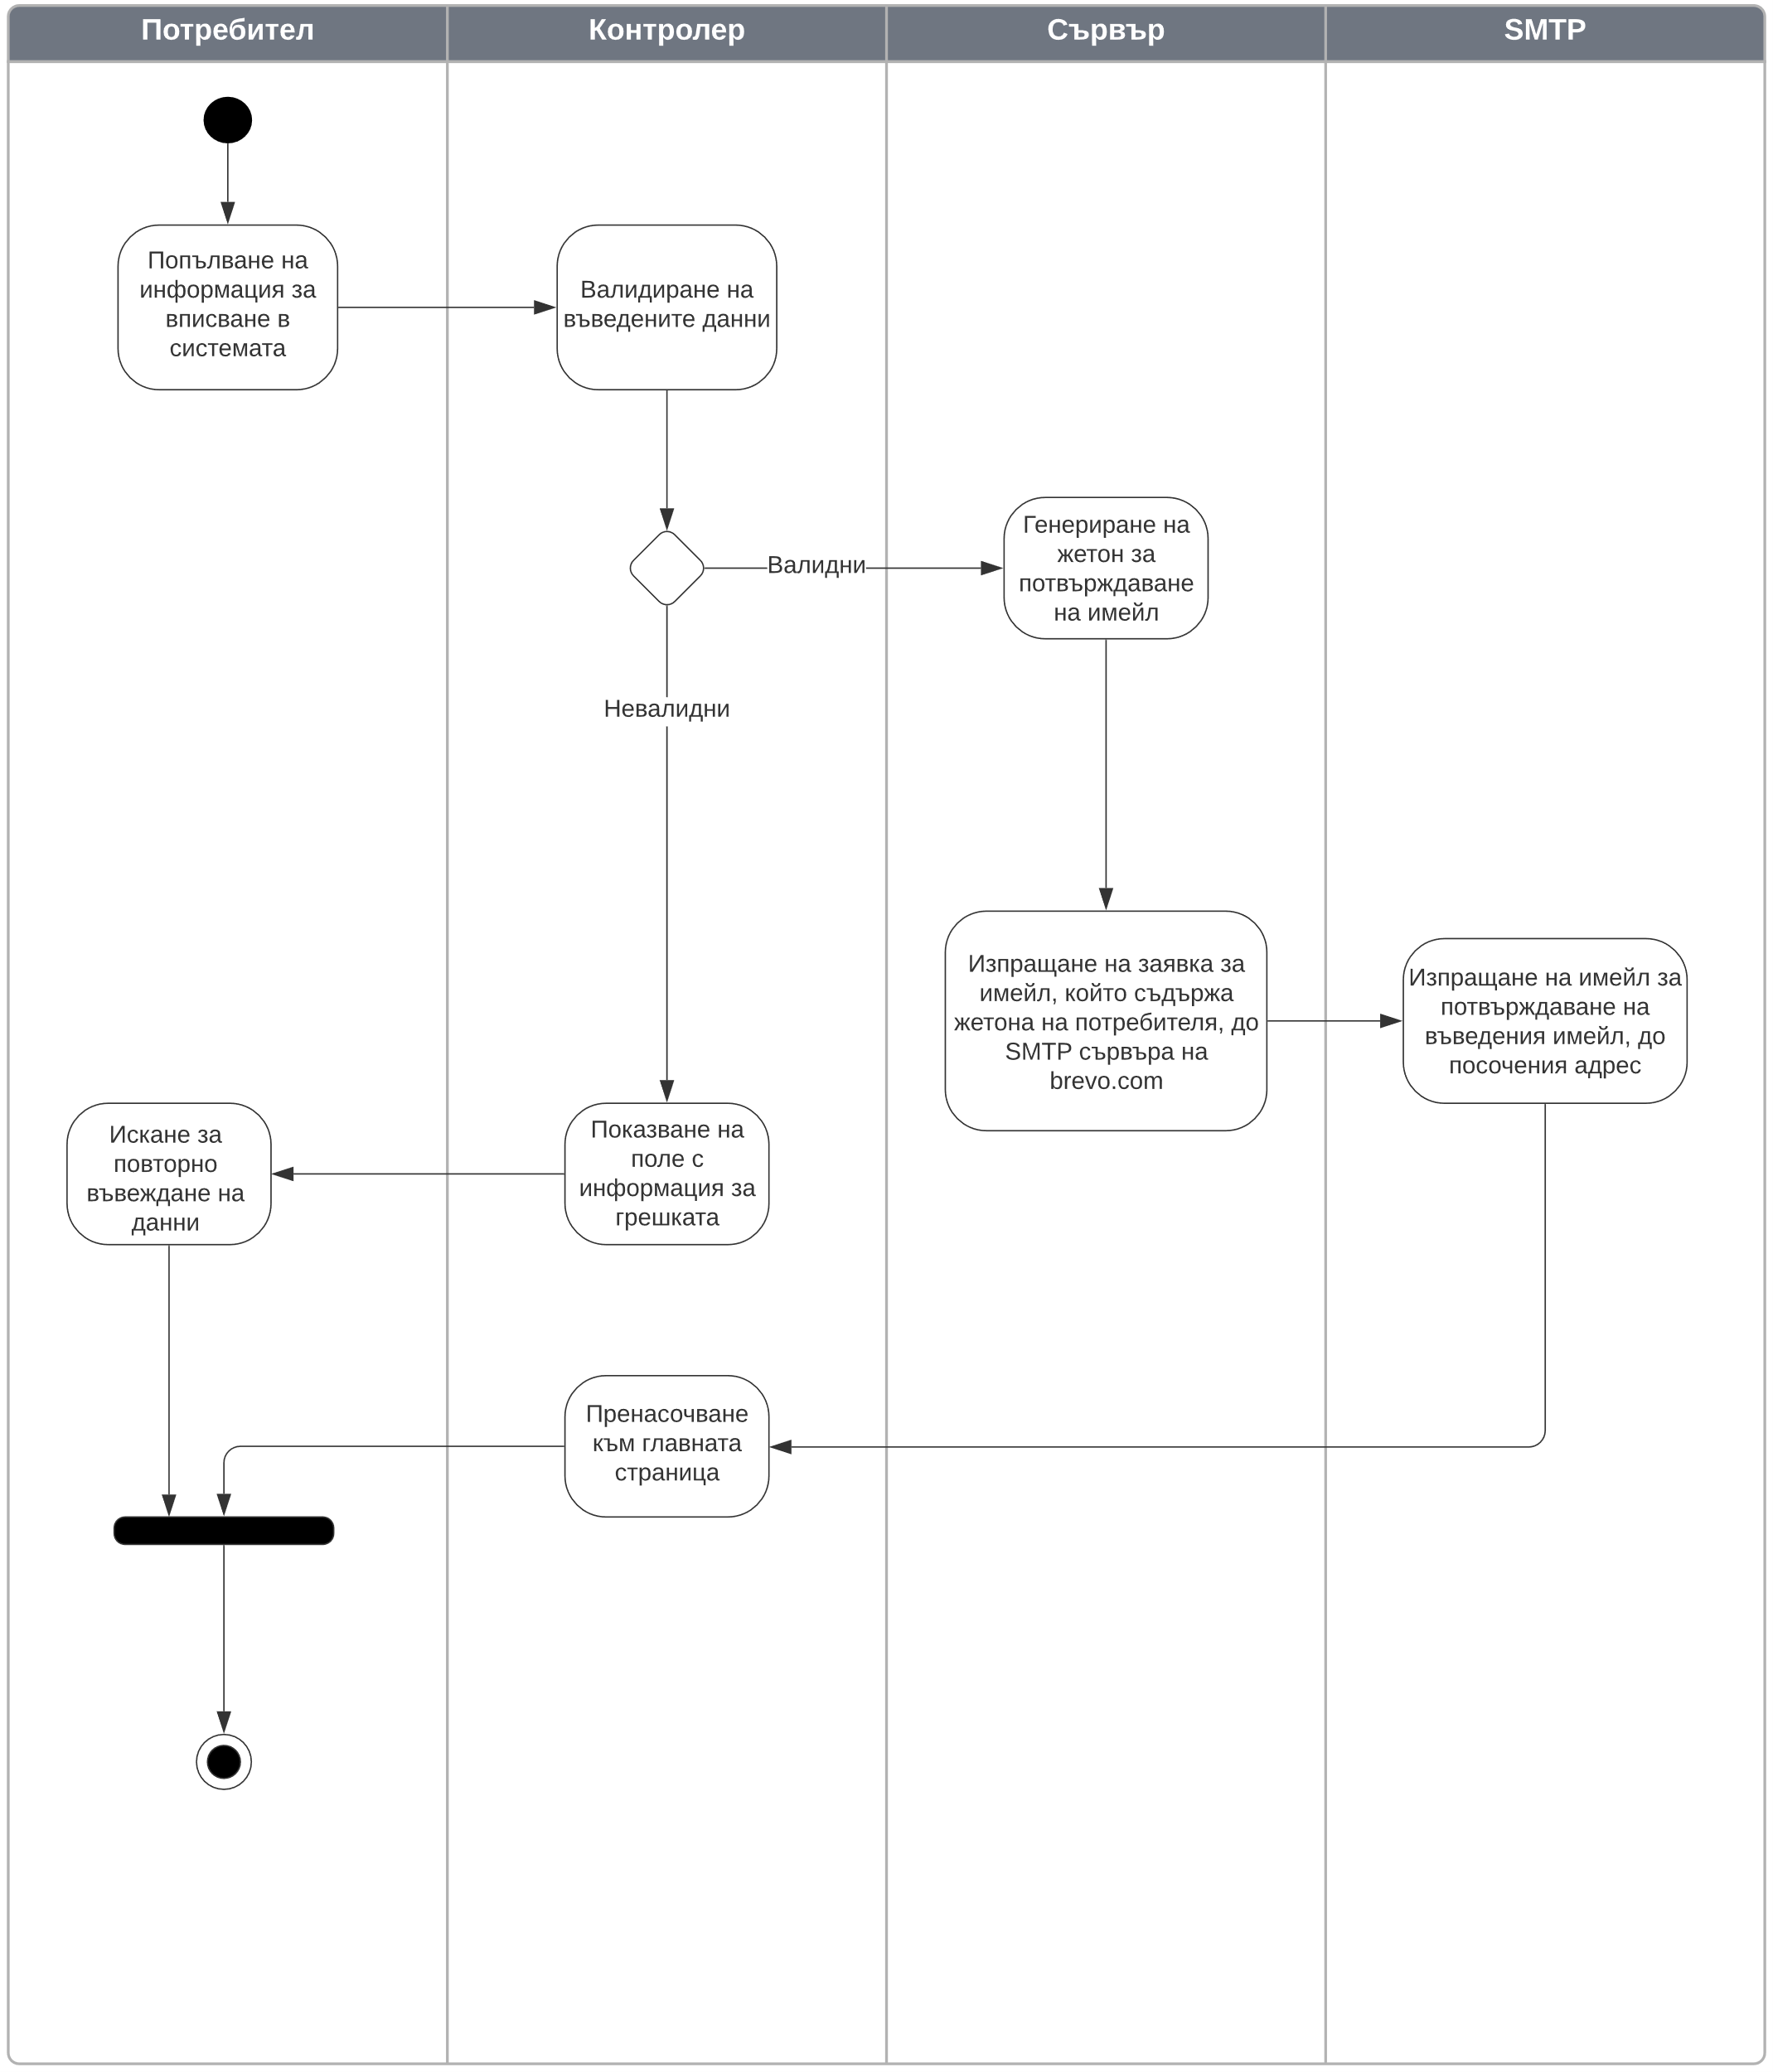 Потребител
Контролер
Сървър
SMTP
Попълване на
информация за
вписване в
системата
Валидиране на
въведените данни
Валидни
Генериране на
жетон за
потвърждаване
на имейл
Невалидни
Изпращане на заявка за
имейл, който съдържа
жетона на потребителя, до
SMTP сървъра на
brevo.com
Изпращане на имейл за
потвърждаване на
въведения имейл, до
посочения адрес
Искане за
повторно
въвеждане на
данни
Показване на
поле с
информация за
грешката
Пренасочване
към главната
страница